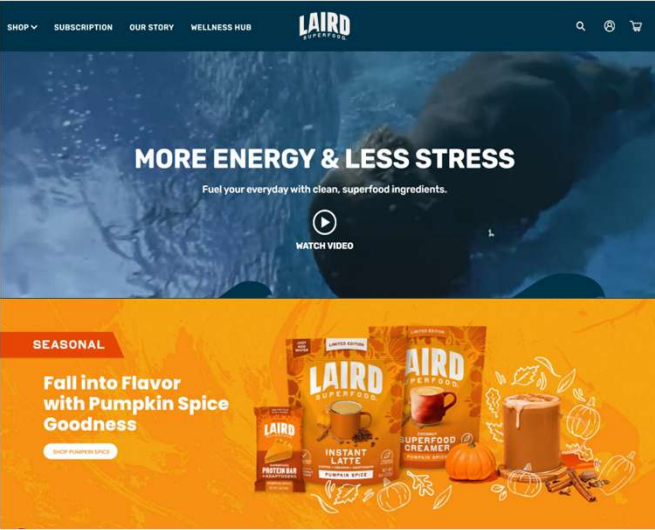 SHOP
SUBSCRIPTION
OUR STORY
WELLNESS HUB
LAIRD
SUPERFOOD
MORE ENERGY & LESS STRESS
Fuel your everyday with clean, superfood ingredients.
WATCH VIDEO
SEASONAL
Fall into Flavor
with Pumpkin Spice
Goodness
SHOP PUMPKIN SPICE
LAIRD
PROTEIN BAR
LIMITED EDITION
LAIRD
SUPERFOOD
INSTANT
LATTE
PUMPKIN SPICE
LIMITED EDITION
AIRD
SUPERFOOD
SUPERFOOD
CREAMER
PUMPKIN SPICE